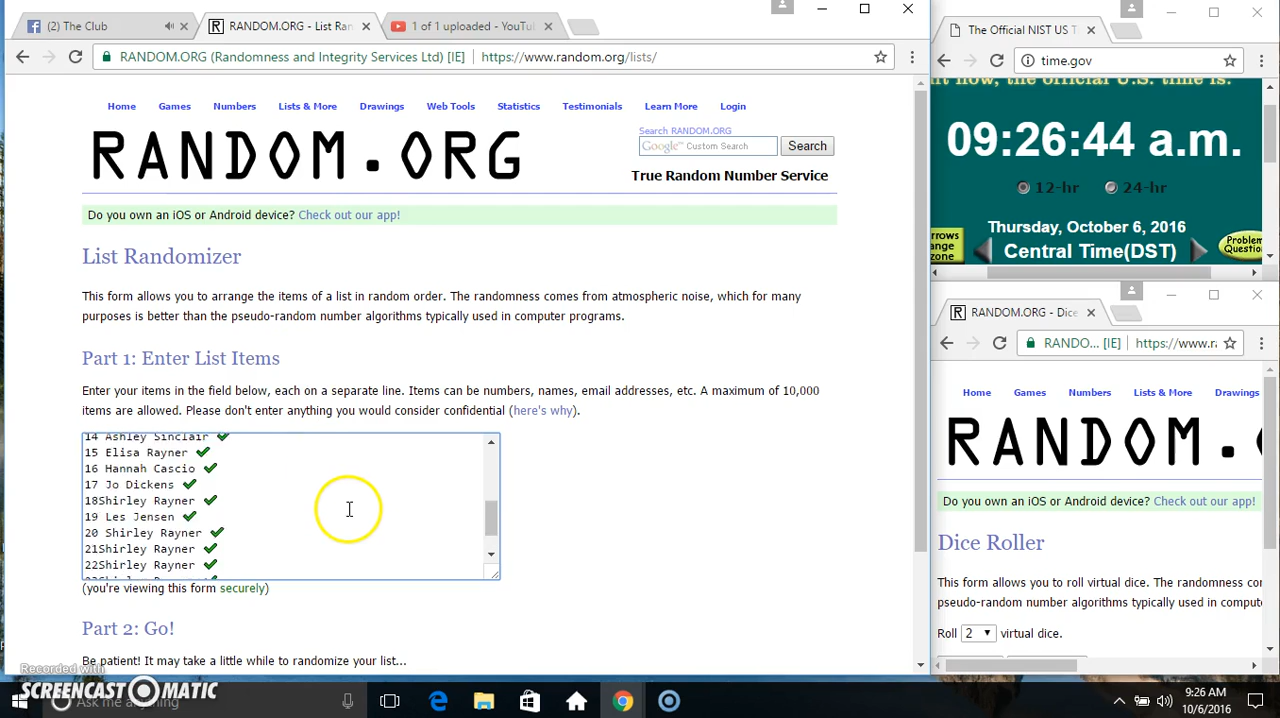 (2) The Club
RANDOM.ORG - List Ran
1 of 1 uploaded - YouTu
RANDOM.ORG (Randomness and Integrity Services Ltd) [IE]
https://www.random.org/lists/
Home Games Numbers Lists & More Drawings Web Tools Statistics Testimonials Learn More Login
RANDOM.ORG
Search RANDOM.ORG
Google™ Custom Search
Search
True Random Number Service
Do you own an iOS or Android device? Check out our app!
List Randomizer
This form allows you to arrange the items of a list in random order. The randomness comes from atmospheric noise, which for many
purposes is better than the pseudo-random number algorithms typically used in computer programs.
Part 1: Enter List Items
Enter your items in the field below, each on a separate line. Items can be numbers, names, email addresses, etc. A maximum of 10,000
items are allowed. Please don't enter anything you would consider confidential (here's why).
14 Ashley Sinclair ✔
15 Elisa Rayner ✔
16 Hannah Cascio ✔
17 Jo Dickens ✔
18Shirley Rayner ✔
19 Les Jensen ✔
20 Shirley Rayner ✔
21Shirley Rayner ✔
22Shirley Rayner ✔
(you're viewing this form securely)
Part 2: Go!
Be patient! It may take a little while to randomize your list...
Recorded with
SCREENCAST-O-MATIC
Ask me anything
The Official NIST US T
time.gov
right now, the official U.S. time is:
09:26:44 a.m.
12-hr 24-hr
Thursday, October 6, 2016
Central Time(DST)
arrows
ange
zone
Problem
Questio
RANDOM.ORG - Dice
RANDO... [IE]
https://www.ra
Home Games Numbers Lists & More Drawings
RANDOM.
Do you own an iOS or Android device? Check out our app!
Dice Roller
This form allows you to roll virtual dice. The randomness co
pseudo-random number algorithms typically used in comput
Roll 2 virtual dice.
9:26 AM
10/6/2016